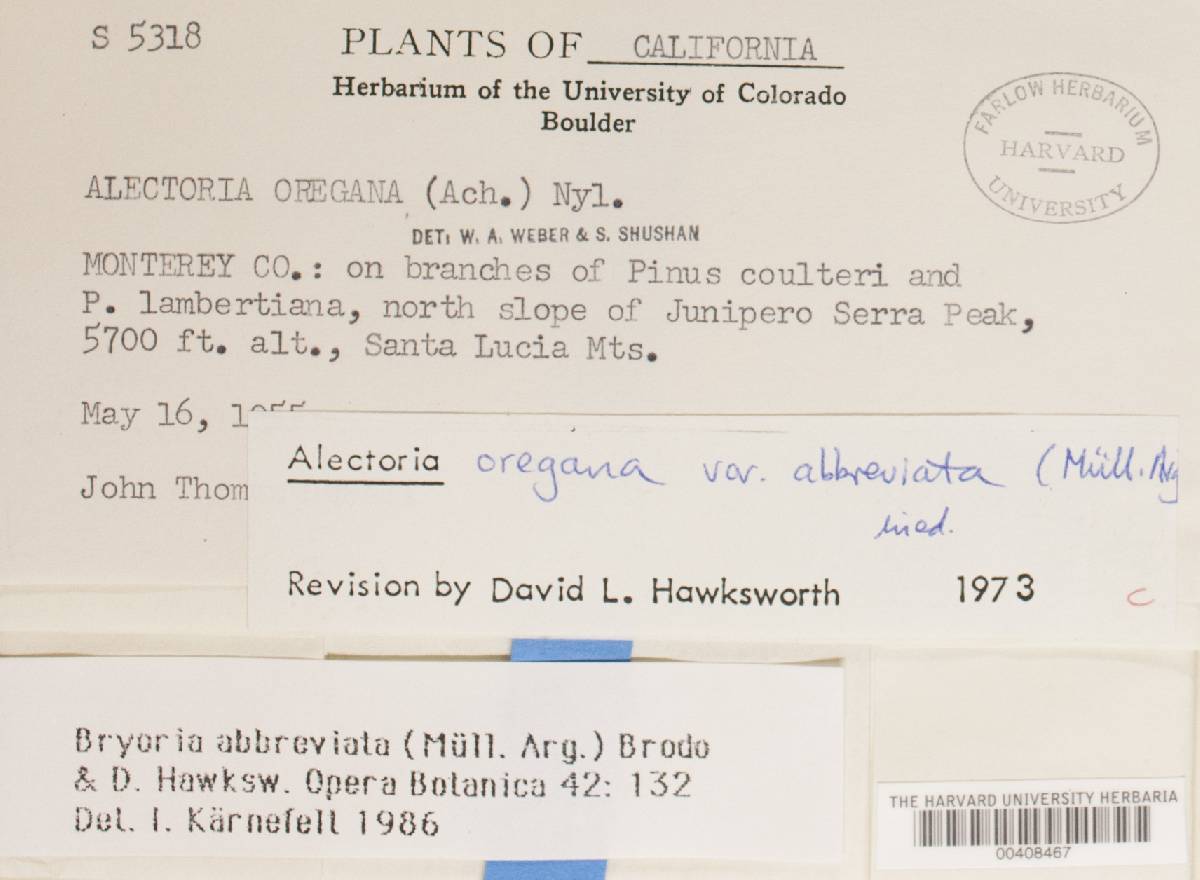 S 5318
PLANTS OF CALIFORNIA
Herbarium of the University of Colorado
Boulder
FARLOW HERBARIUM
HARVARD
UNIVERSITY
ALECTORIA OREGANA (Ach.) Nyl.
DET: W. A. WEBER & S. SHUSHAN
MONTEREY CO.: on branches of Pinus coulteri and
P. lambertiana, north slope of Junipero Serra Peak,
5700 ft. alt., Santa Lucia Mts.
May 16,
John Thom
Alectoria oregana var. abbreviata (Müll. Arg
ined.
Revision by David L. Hawksworth 1973
c
Bryoria abbreviata (Müll. Arg.) Brodo
& D. Hawksw. Opera Botanica 42: 132
Det. I. Kärnefelt 1986
THE HARVARD UNIVERSITY HERBARIA
00408467